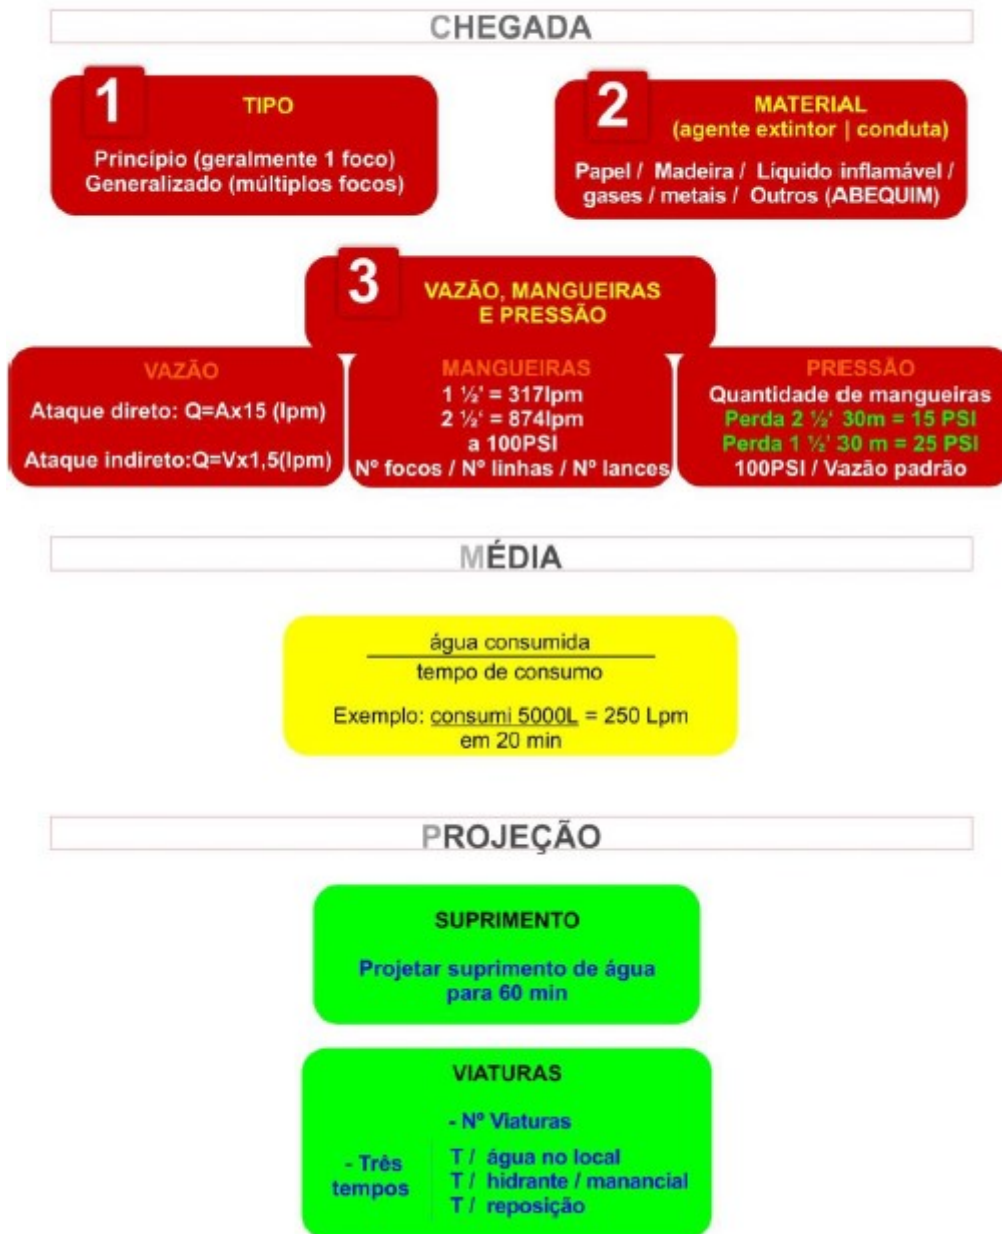 CHEGADA
1
TIPO
Princípio (geralmente 1 foco)
Generalizado (múltiplos focos)
2
MATERIAL
(agente extintor | conduta)
Papel / Madeira / Líquido inflamável /
gases / metais / Outros (ABEQUIM)
3
VAZÃO, MANGUEIRAS
E PRESSÃO
VAZÃO
Ataque direto: Q=Ax15 (lpm)
Ataque indireto:Q=Vx1,5(lpm)
MANGUEIRAS
1 ½' = 317lpm
2 ½' = 874lpm
a 100PSI
Nº focos / Nº linhas / Nº lances
PRESSÃO
Quantidade de mangueiras
Perda 2 ½' 30m = 15 PSI
Perda 1 ½' 30 m = 25 PSI
100PSI / Vazão padrão
MÉDIA
água consumida
tempo de consumo
Exemplo: consumi 5000L = 250 Lpm
em 20 min
PROJEÇÃO
SUPRIMENTO
Projetar suprimento de água
para 60 min
VIATURAS
- Nº Viaturas
- Três
tempos
T / água no local
T / hidrante / manancial
T / reposição